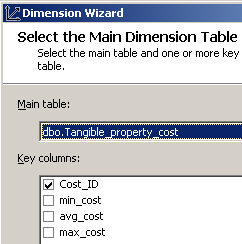 Dimension Wizard
Select the Main Dimension Table
Select the main table and one or more key
table.
Main table:
dbo.Tangible_property_cost
Key columns:
Cost_ID
min_cost
avg_cost
max_cost